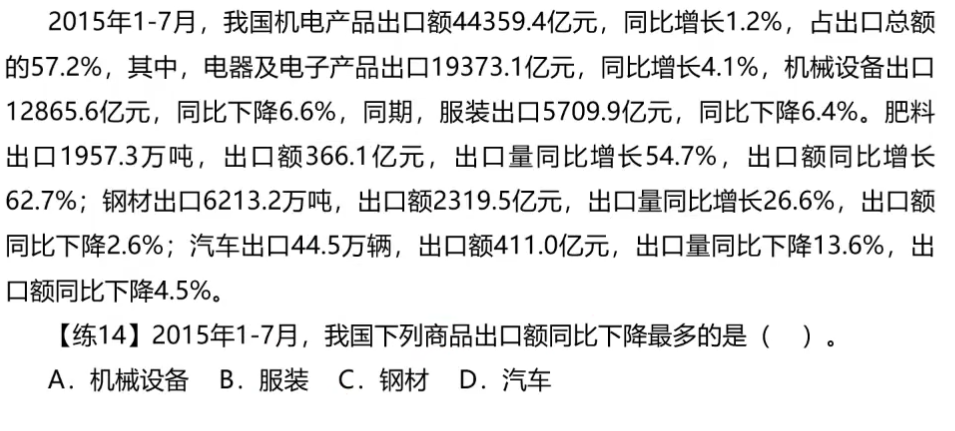 2015年1-7月，我国机电产品出口额44359.4亿元，同比增长1.2%，占出口总额
的57.2%，其中，电器及电子产品出口19373.1亿元，同比增长4.1%，机械设备出口
12865.6亿元，同比下降6.6%，同期，服装出口5709.9亿元，同比下降6.4%。肥料
出口1957.3万吨，出口额366.1亿元，出口量同比增长54.7%，出口额同比增长
62.7%；钢材出口6213.2万吨，出口额2319.5亿元，出口量同比增长26.6%，出口额
同比下降2.6%；汽车出口44.5万辆，出口额411.0亿元，出口量同比下降13.6%，出
口额同比下降4.5%。
【练14】2015年1-7月，我国下列商品出口额同比下降最多的是（ ）。
A．机械设备 B．服装 C．钢材 D．汽车